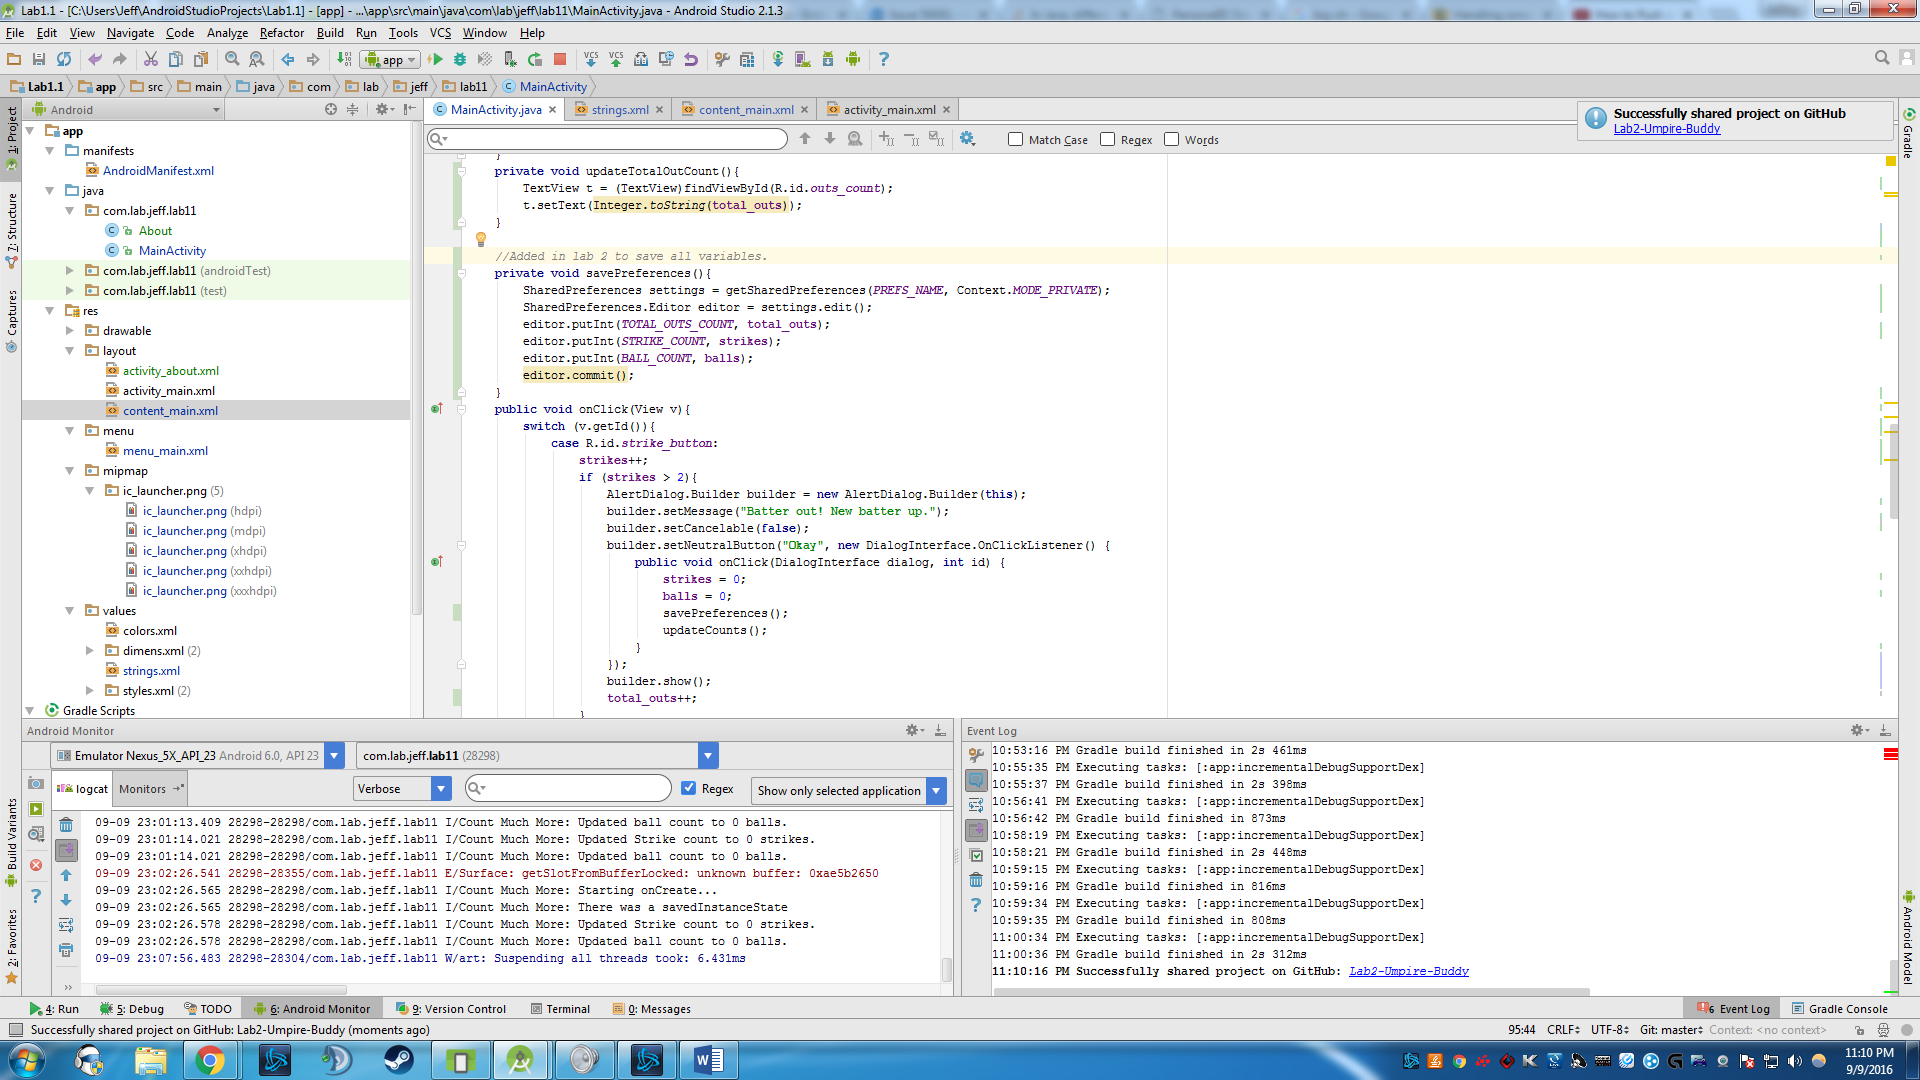 Lab1.1 - [C:\Users\Jeff\AndroidStudioProjects\Lab1.1] - [app] - ...\app\src\main\java\com\lab\jeff\lab11\MainActivity.java - Android Studio 2.1.3
File Edit View Navigate Code Analyze Refactor Build Run Tools VCS Window Help
app
VCS VCS
Lab1.1 app src main java com lab jeff lab11 MainActivity
Android
MainActivity.java strings.xml content_main.xml activity_main.xml
Successfully shared project on GitHub
Lab2-Umpire-Buddy
Match Case Regex Words
1: Project
7: Structure
Captures
Build Variants
2: Favorites
Gradle
Android Model
app
manifests
AndroidManifest.xml
java
com.lab.jeff.lab11
About
MainActivity
com.lab.jeff.lab11 (androidTest)
com.lab.jeff.lab11 (test)
res
drawable
layout
activity_about.xml
activity_main.xml
content_main.xml
menu
menu_main.xml
mipmap
ic_launcher.png (5)
ic_launcher.png (hdpi)
ic_launcher.png (mdpi)
ic_launcher.png (xhdpi)
ic_launcher.png (xxhdpi)
ic_launcher.png (xxxhdpi)
values
colors.xml
dimens.xml (2)
strings.xml
styles.xml (2)
Gradle Scripts
}
private void updateTotalOutCount(){
TextView t = (TextView)findViewById(R.id.outs_count);
t.setText(Integer.toString(total_outs));
}
//Added in lab 2 to save all variables.
private void savePreferences(){
SharedPreferences settings = getSharedPreferences(PREFS_NAME, Context.MODE_PRIVATE);
SharedPreferences.Editor editor = settings.edit();
editor.putInt(TOTAL_OUTS_COUNT, total_outs);
editor.putInt(STRIKE_COUNT, strikes);
editor.putInt(BALL_COUNT, balls);
editor.commit();
}
public void onClick(View v){
switch (v.getId()){
case R.id.strike_button:
strikes++;
if (strikes > 2){
AlertDialog.Builder builder = new AlertDialog.Builder(this);
builder.setMessage("Batter out! New batter up.");
builder.setCancelable(false);
builder.setNeutralButton("Okay", new DialogInterface.OnClickListener() {
public void onClick(DialogInterface dialog, int id) {
strikes = 0;
balls = 0;
savePreferences();
updateCounts();
}
});
builder.show();
total_outs++;
}
Android Monitor
Emulator Nexus_5X_API_23 Android 6.0, API 23 com.lab.jeff.lab11 (28298)
logcat Monitors Verbose Regex Show only selected application
09-09 23:01:13.409 28298-28298/com.lab.jeff.lab11 I/Count Much More: Updated ball count to 0 balls.
09-09 23:01:14.021 28298-28298/com.lab.jeff.lab11 I/Count Much More: Updated Strike count to 0 strikes.
09-09 23:01:14.021 28298-28298/com.lab.jeff.lab11 I/Count Much More: Updated ball count to 0 balls.
09-09 23:02:26.541 28298-28355/com.lab.jeff.lab11 E/Surface: getSlotFromBufferLocked: unknown buffer: 0xae5b2650
09-09 23:02:26.565 28298-28298/com.lab.jeff.lab11 I/Count Much More: Starting onCreate...
09-09 23:02:26.565 28298-28298/com.lab.jeff.lab11 I/Count Much More: There was a savedInstanceState
09-09 23:02:26.578 28298-28298/com.lab.jeff.lab11 I/Count Much More: Updated Strike count to 0 strikes.
09-09 23:02:26.578 28298-28298/com.lab.jeff.lab11 I/Count Much More: Updated ball count to 0 balls.
09-09 23:07:56.483 28298-28304/com.lab.jeff.lab11 W/art: Suspending all threads took: 6.431ms
Event Log
10:53:16 PM Gradle build finished in 2s 461ms
10:55:35 PM Executing tasks: [:app:incrementalDebugSupportDex]
10:55:37 PM Gradle build finished in 2s 398ms
10:56:41 PM Executing tasks: [:app:incrementalDebugSupportDex]
10:56:42 PM Gradle build finished in 873ms
10:58:19 PM Executing tasks: [:app:incrementalDebugSupportDex]
10:58:21 PM Gradle build finished in 2s 448ms
10:59:15 PM Executing tasks: [:app:incrementalDebugSupportDex]
10:59:16 PM Gradle build finished in 816ms
10:59:34 PM Executing tasks: [:app:incrementalDebugSupportDex]
10:59:35 PM Gradle build finished in 808ms
11:00:34 PM Executing tasks: [:app:incrementalDebugSupportDex]
11:00:36 PM Gradle build finished in 2s 312ms
11:10:16 PM Successfully shared project on GitHub: Lab2-Umpire-Buddy
4: Run 5: Debug TODO 6: Android Monitor 9: Version Control Terminal 0: Messages 6 Event Log Gradle Console
Successfully shared project on GitHub: Lab2-Umpire-Buddy (moments ago) 95:44 CRLF UTF-8 Git: master Context: <no context>
11:10 PM
9/9/2016